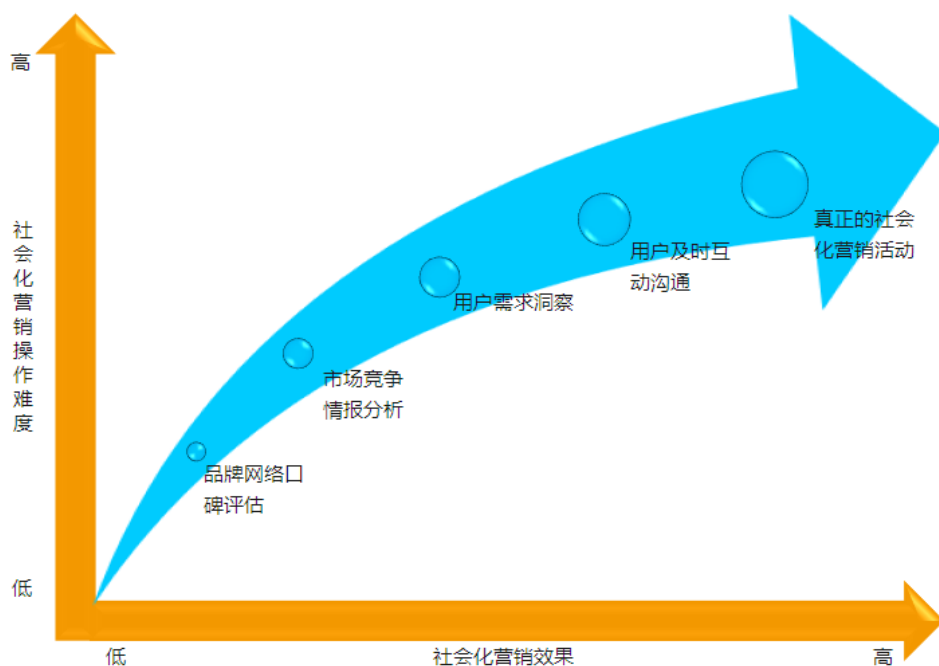 高
社会化营销操作难度
真正的社会
化营销活动
用户及时互
动沟通
用户需求洞察
市场竞争
情报分析
品牌网络口
碑评估
低
低
社会化营销效果
高